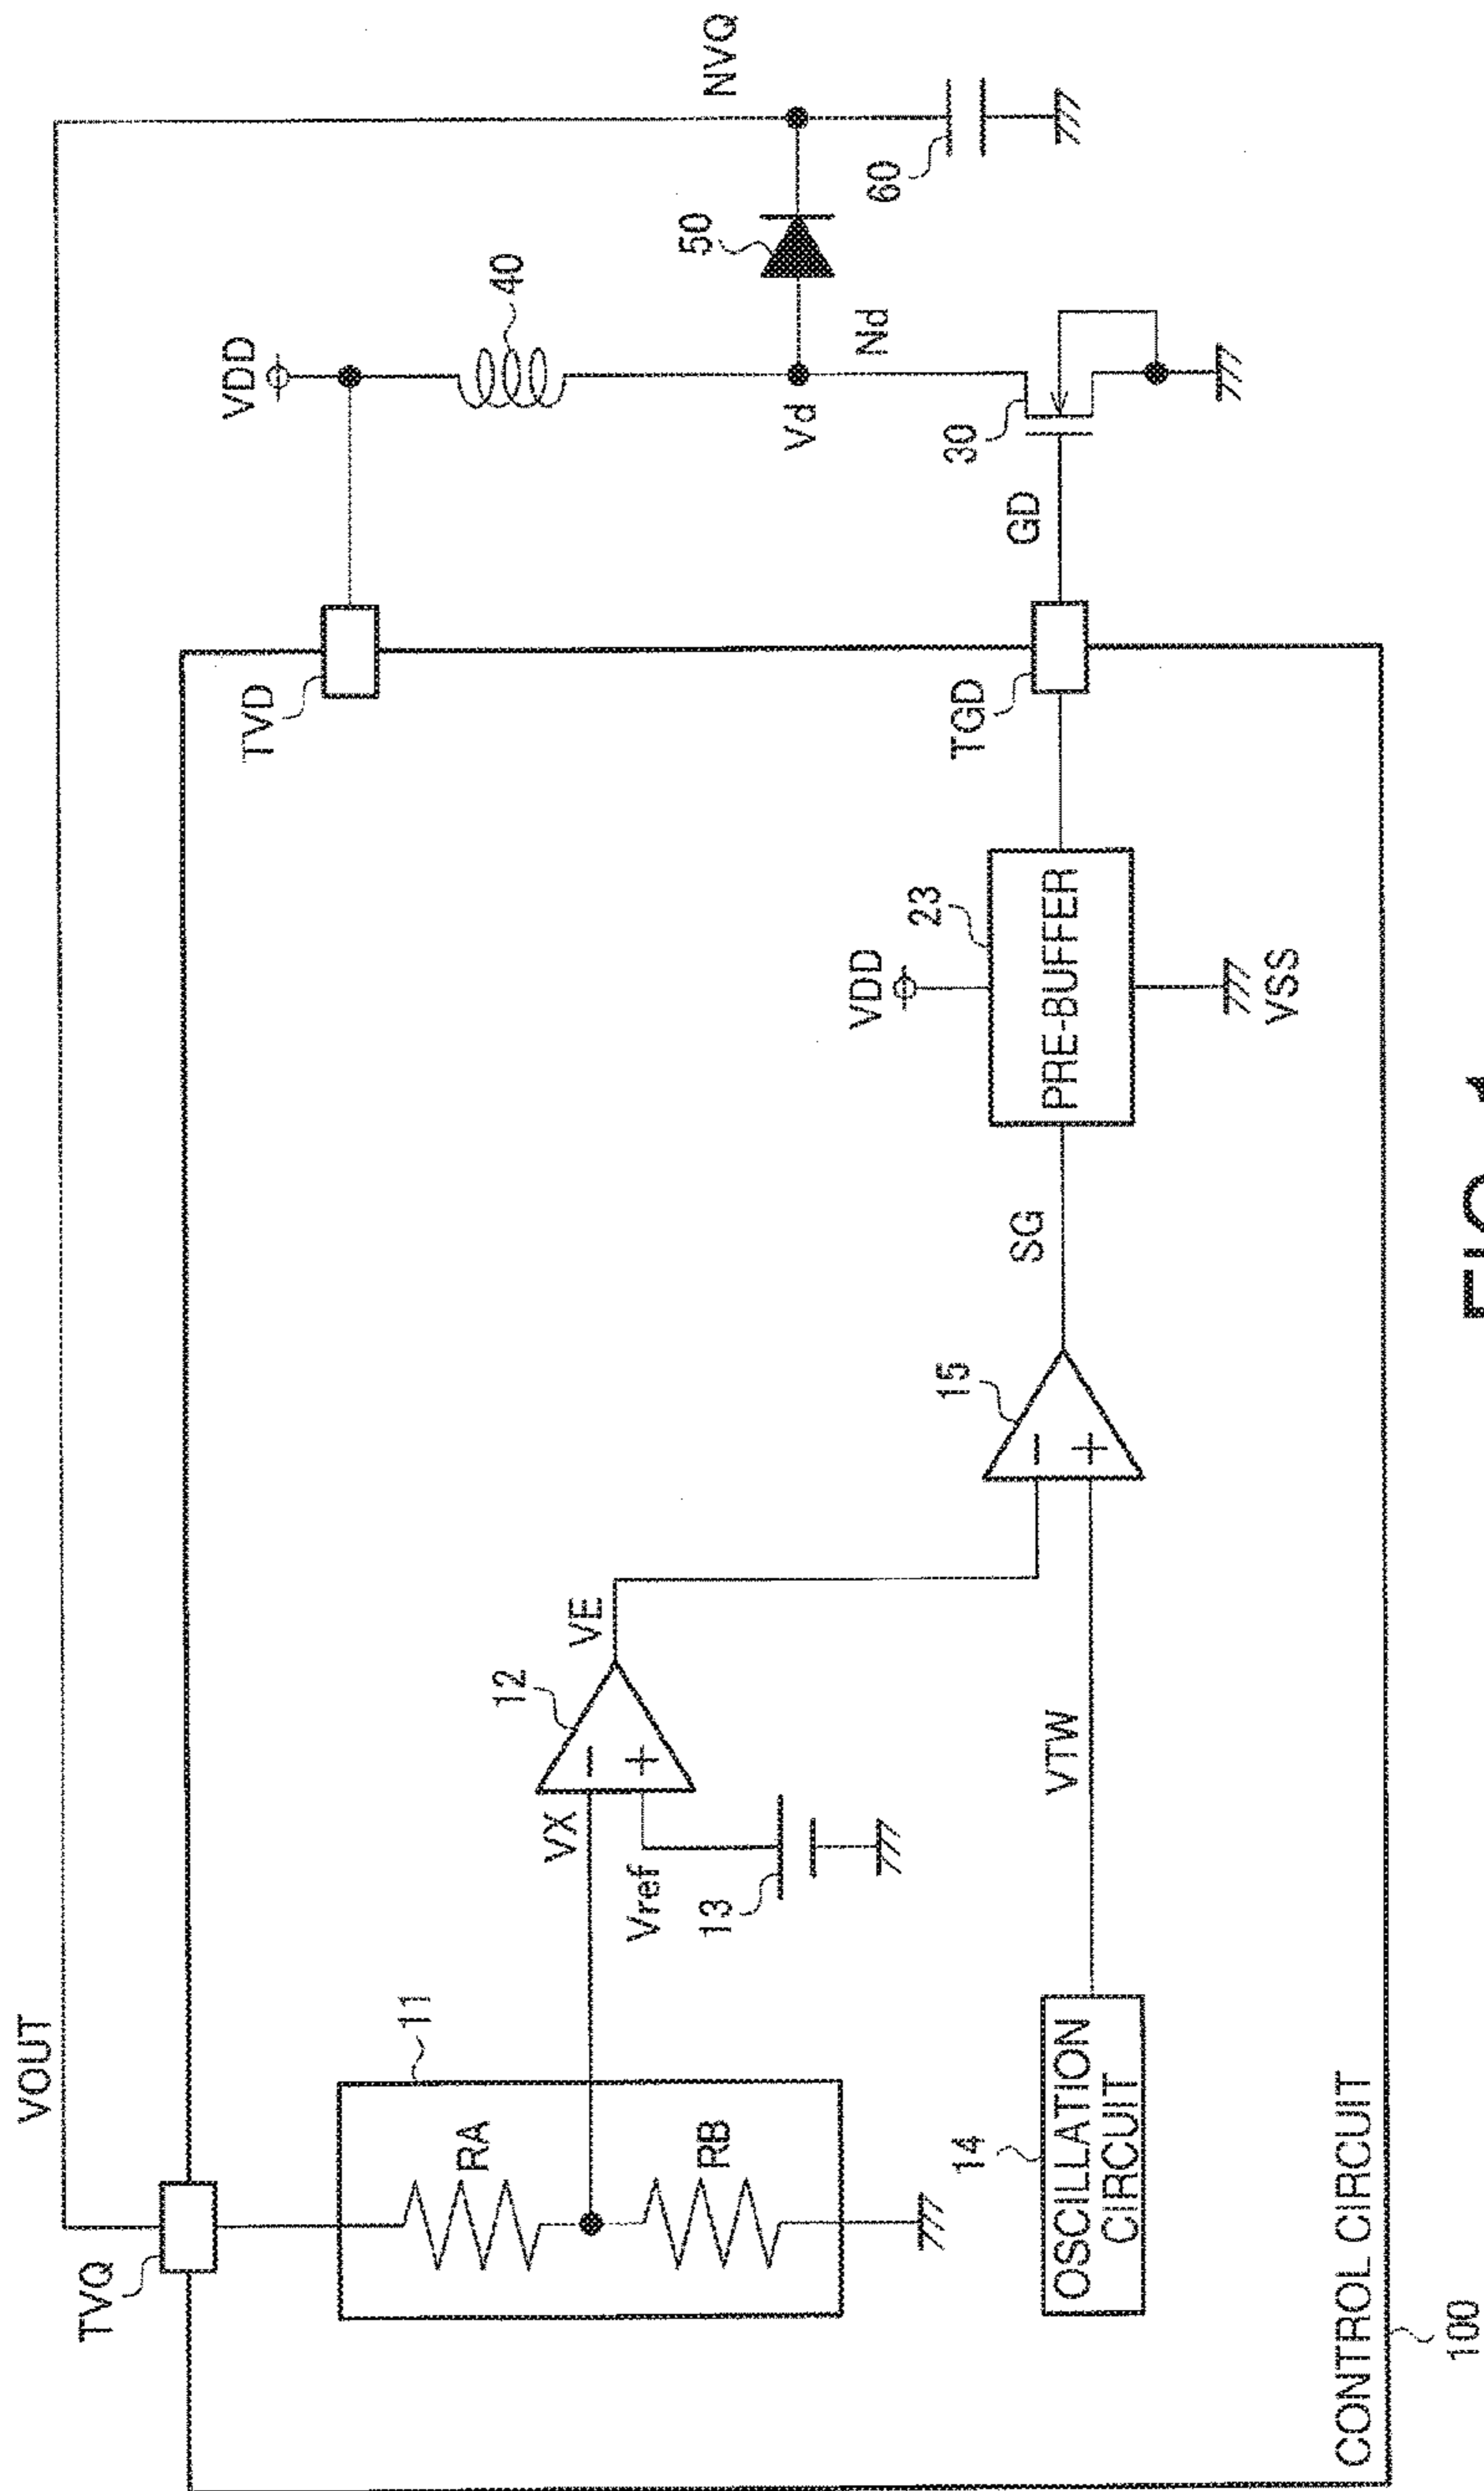 VOUT
TVQ
11
RA
RB
VX
Vref
13
12
VE
14
OSCILLATION
CIRCUIT
VTW
15
SG
23
VDD
PRE-BUFFER
VSS
TVD
TGD
GD
VDD
40
Vd
Nd
30
50
NVQ
60
CONTROL CIRCUIT
100